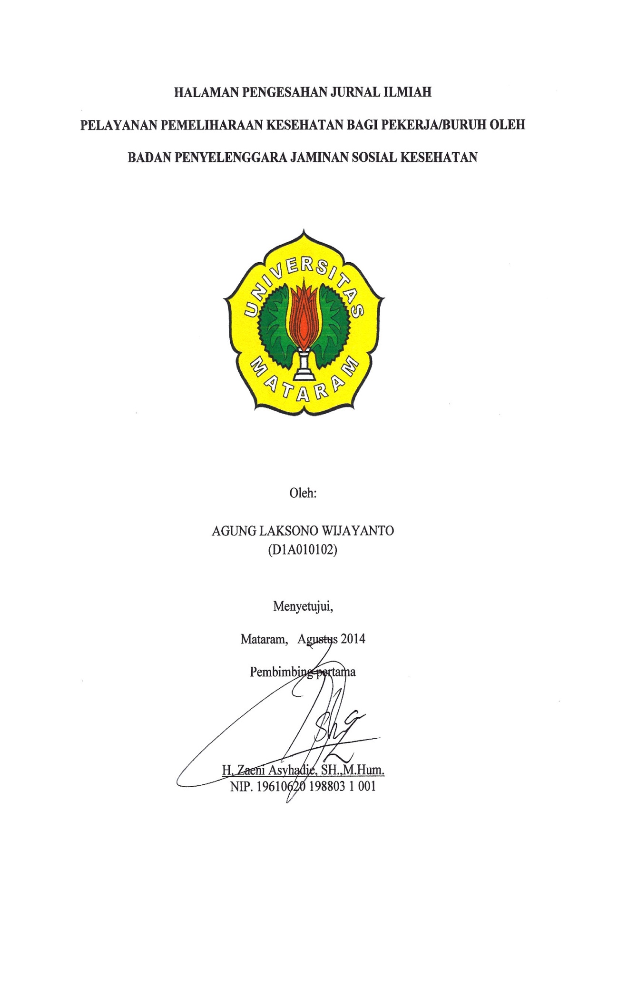 HALAMAN PENGESAHAN JURNAL ILMIAH
PELAYANAN PEMELIHARAAN KESEHATAN BAGI PEKERJA/BURUH OLEH
BADAN PENYELENGGARA JAMINAN SOSIAL KESEHATAN
UNIVERSITAS
MATARAM
Oleh:
AGUNG LAKSONO WIJAYANTO
(D1A010102)
Menyetujui,
Mataram, Agustus 2014
Pembimbing pertama
H. Zaeni Asyhadie, SH.,M.Hum.
NIP. 19610620 198803 1 001